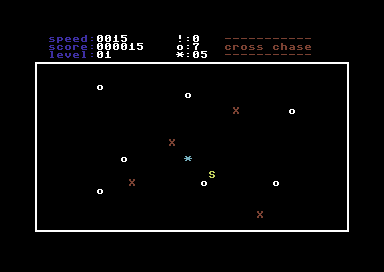 speed:0015 !:0 -----------
score:000015 o:7 cross chase
level:01 *:05 -----------
o
o
X o
X
o *
S
X o o
o
X